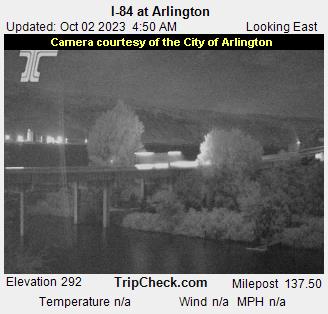 I-84 at Arlington
Updated: Oct 02 2023 4:50 AM Looking East
Camera courtesy of the City of Arlington
Elevation 292 TripCheck.com Milepost 137.50
Temperature n/a Wind n/a MPH n/a